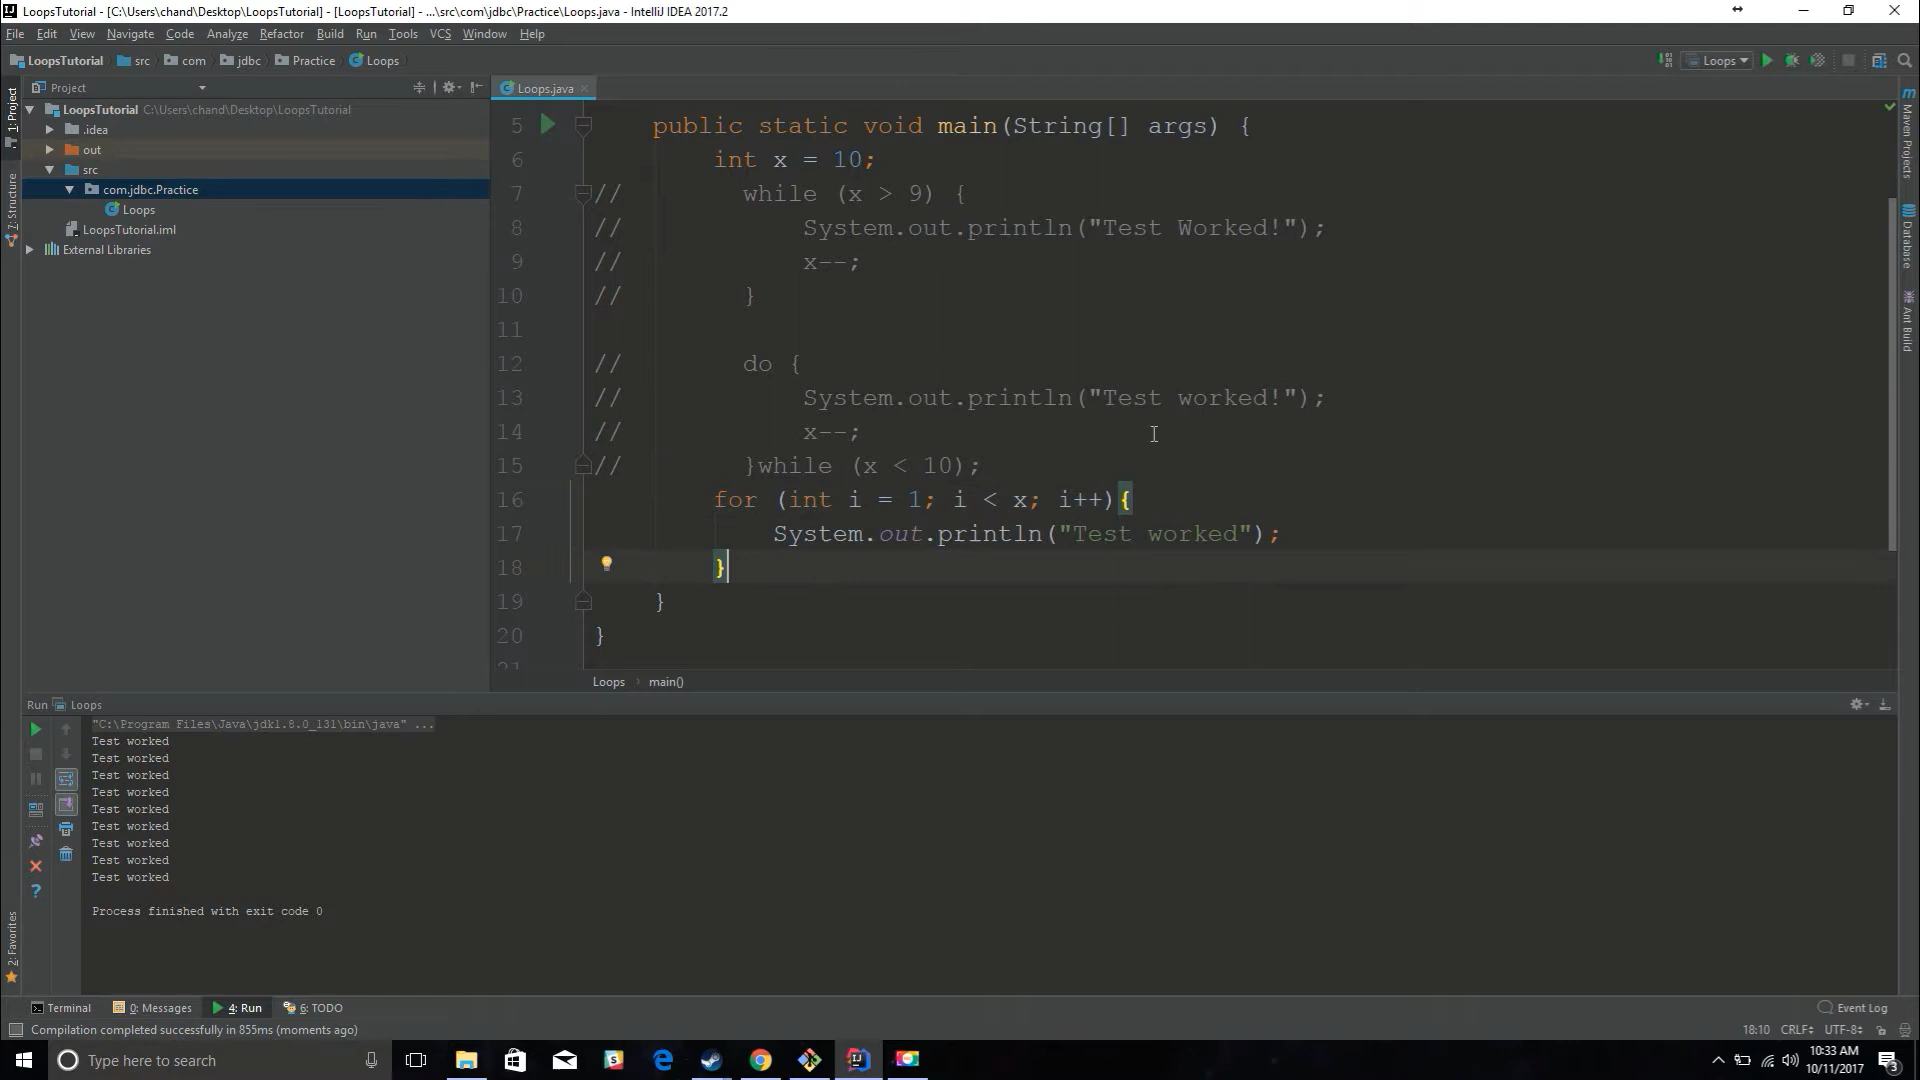 LoopsTutorial - [C:\Users\chand\Desktop\LoopsTutorial] - [LoopsTutorial] - ...\src\com\jdbc\Practice\Loops.java - IntelliJ IDEA 2017.2
File Edit View Navigate Code Analyze Refactor Build Run Tools VCS Window Help
LoopsTutorial src com jdbc Practice Loops Loops
Project Loops.java
1: Project
7: Structure
2: Favorites
LoopsTutorial C:\Users\chand\Desktop\LoopsTutorial
.idea
out
src
com.jdbc.Practice
Loops
LoopsTutorial.iml
External Libraries
5 public static void main(String[] args) {
6 int x = 10;
7 // while (x > 9) {
8 // System.out.println("Test Worked!");
9 // x--;
10 // }
11
12 // do {
13 // System.out.println("Test worked!");
14 // x--;
15 // }while (x < 10);
16 for (int i = 1; i < x; i++){
17 System.out.println("Test worked");
18 }
19 }
20 }
21
Loops main()
Maven Projects
Database
Ant Build
Run Loops
"C:\Program Files\Java\jdk1.8.0_131\bin\java" ...
Test worked
Test worked
Test worked
Test worked
Test worked
Test worked
Test worked
Test worked
Test worked
Process finished with exit code 0
Terminal 0: Messages 4: Run 6: TODO Event Log
Compilation completed successfully in 855ms (moments ago) 18:10 CRLF UTF-8
Type here to search
10:33 AM
10/11/2017
3